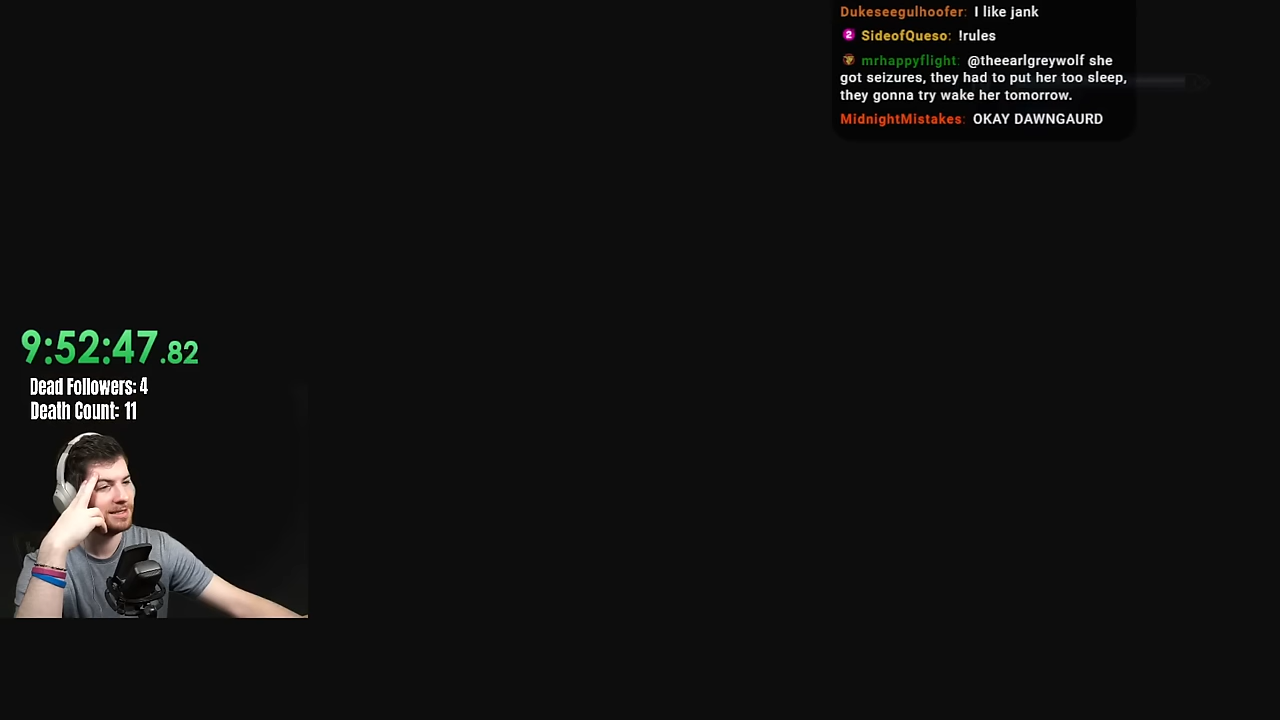 Dukeseegulhoofer: I like jank
2 SideofQueso: !rules
mrhappyflight: @theearlgreywolf she
got seizures, they had to put her too sleep,
they gonna try wake her tomorrow.
MidnightMistakes: OKAY DAWNGAURD
9:52:47.82
Dead Followers: 4
Death Count: 11